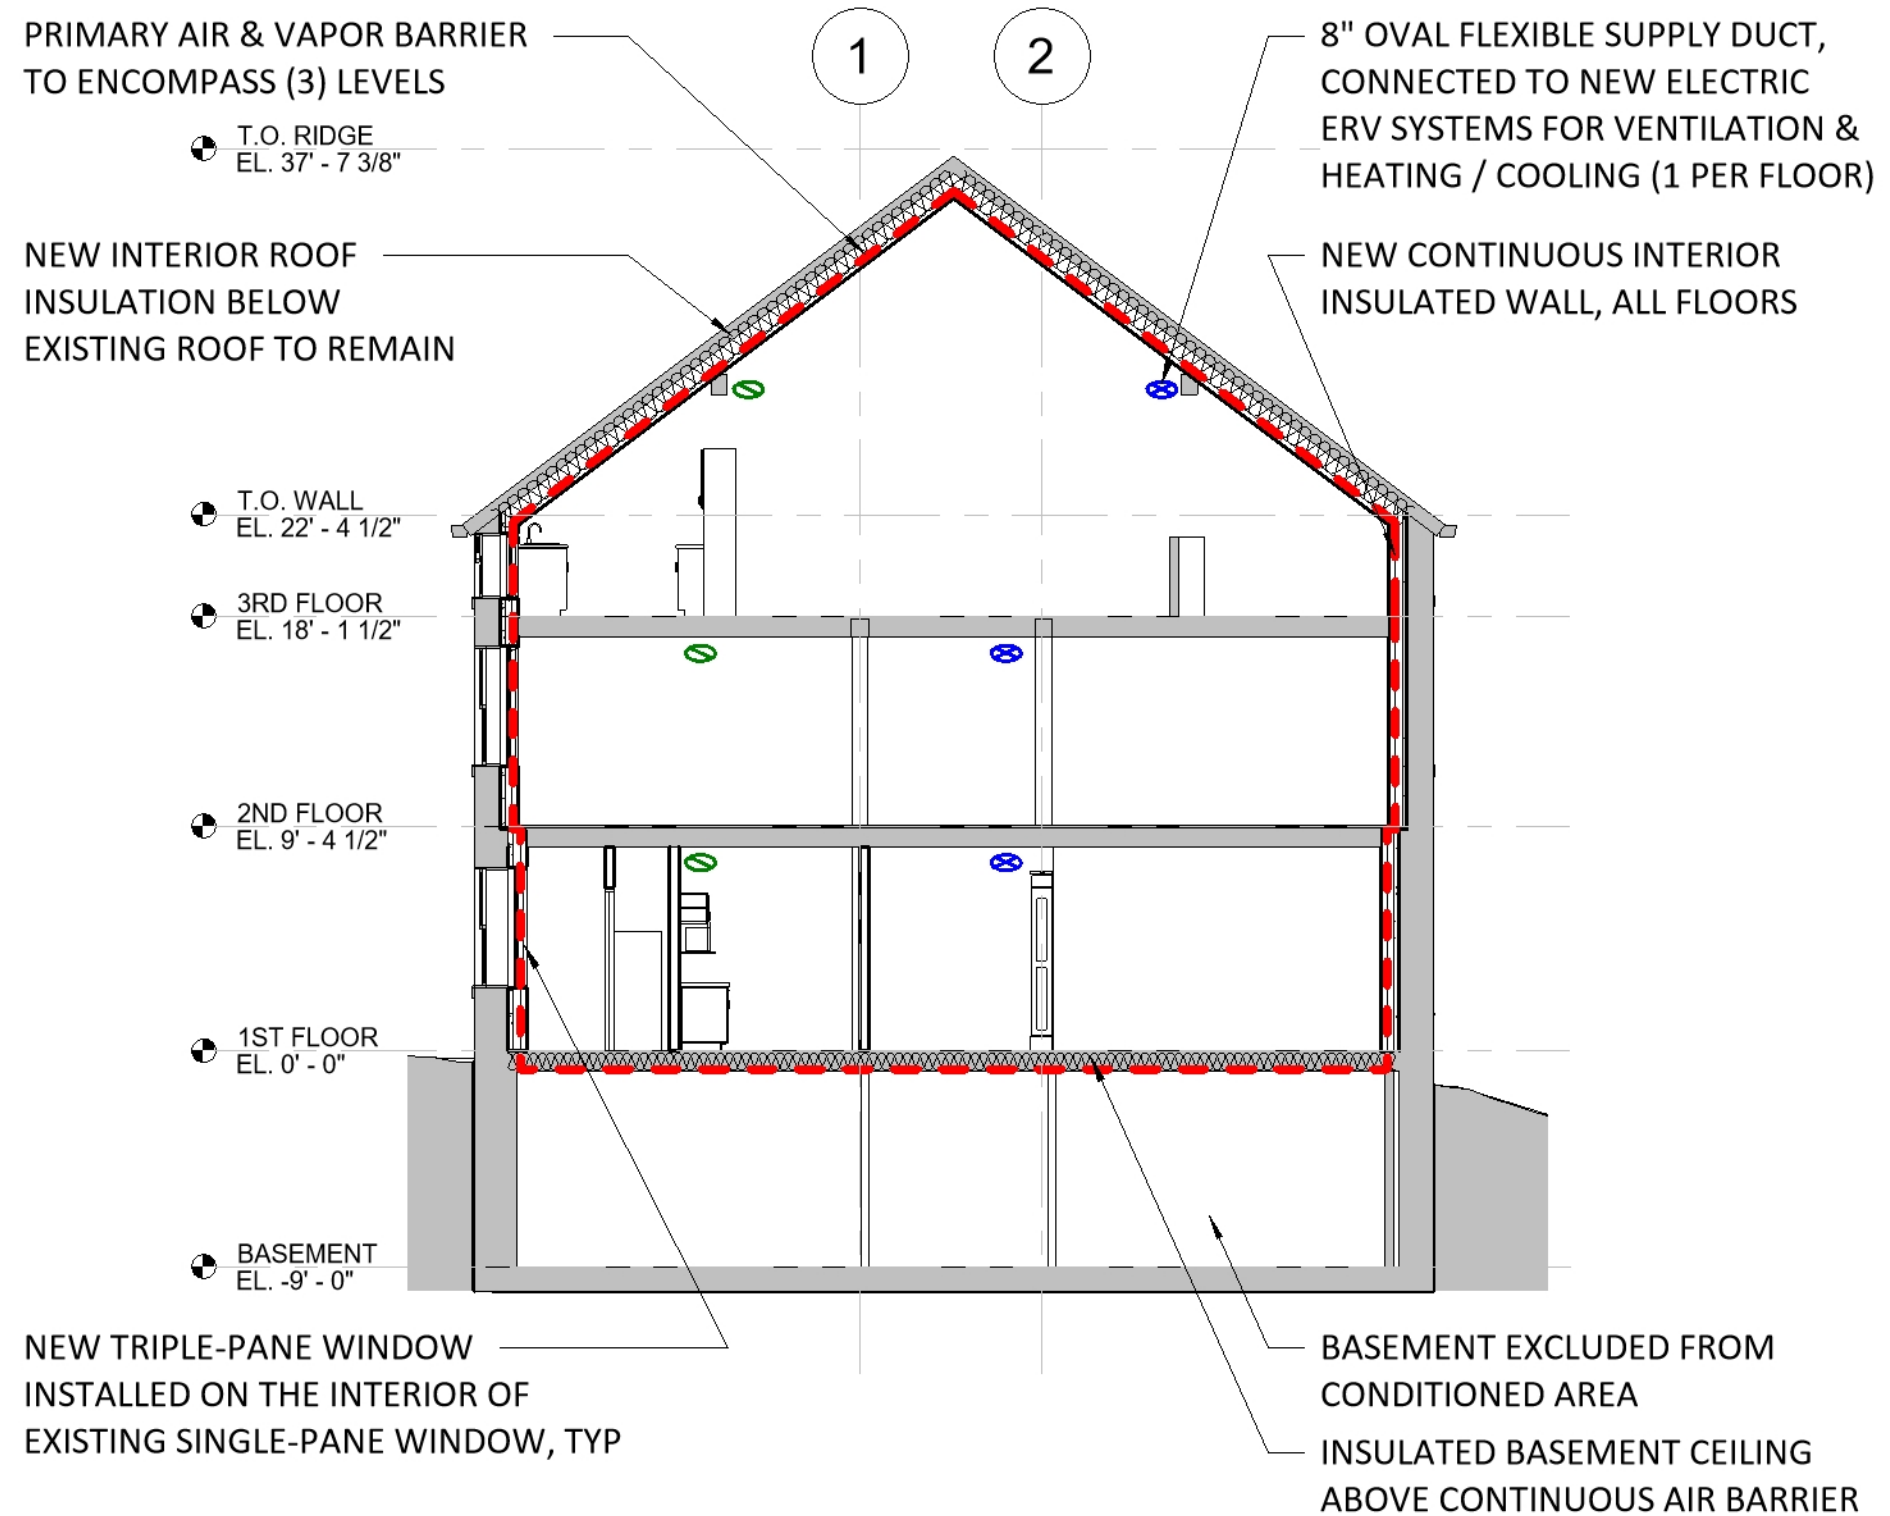 PRIMARY AIR & VAPOR BARRIER
TO ENCOMPASS (3) LEVELS
1
2
8" OVAL FLEXIBLE SUPPLY DUCT,
CONNECTED TO NEW ELECTRIC
ERV SYSTEMS FOR VENTILATION &
HEATING / COOLING (1 PER FLOOR)
T.O. RIDGE
EL. 37' - 7 3/8"
NEW INTERIOR ROOF
INSULATION BELOW
EXISTING ROOF TO REMAIN
NEW CONTINUOUS INTERIOR
INSULATED WALL, ALL FLOORS
T.O. WALL
EL. 22' - 4 1/2"
3RD FLOOR
EL. 18' - 1 1/2"
2ND FLOOR
EL. 9' - 4 1/2"
1ST FLOOR
EL. 0' - 0"
BASEMENT
EL. -9' - 0"
NEW TRIPLE-PANE WINDOW
INSTALLED ON THE INTERIOR OF
EXISTING SINGLE-PANE WINDOW, TYP
BASEMENT EXCLUDED FROM
CONDITIONED AREA
INSULATED BASEMENT CEILING
ABOVE CONTINUOUS AIR BARRIER